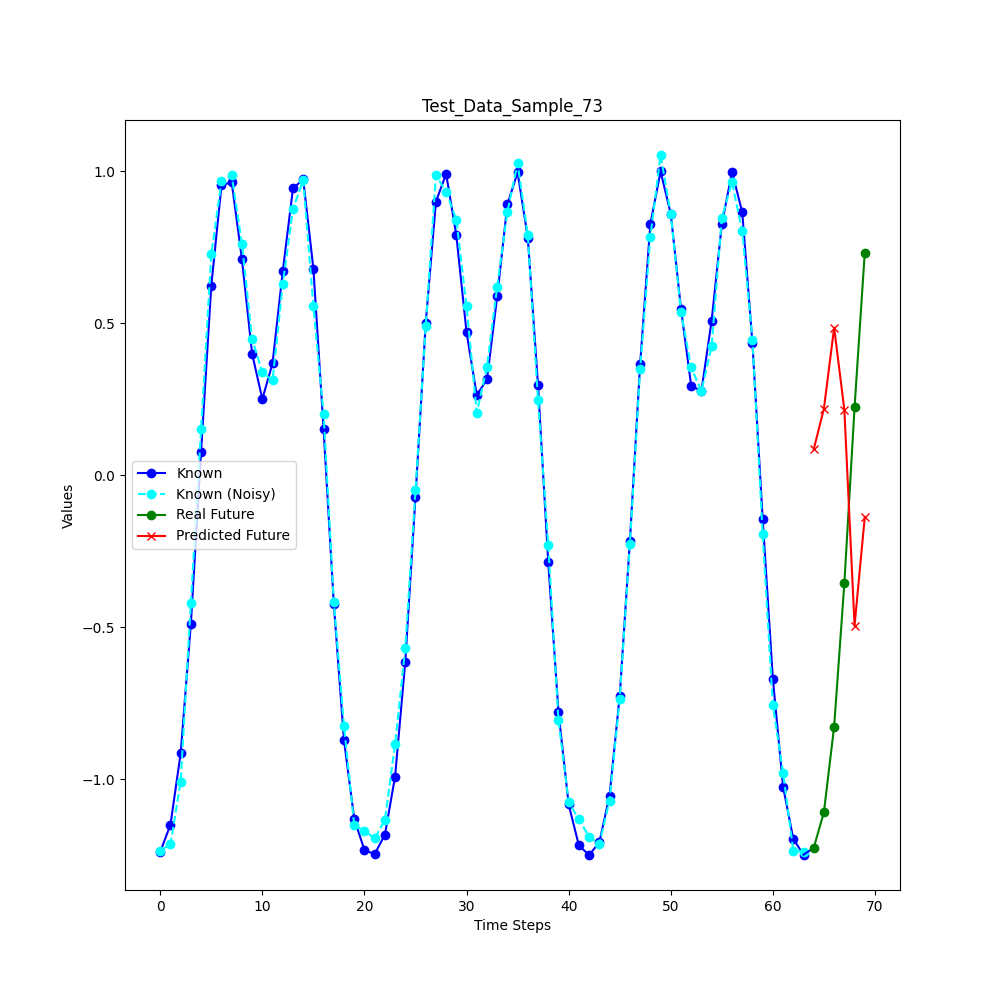 Test_Data_Sample_73
Values
1.0
0.5
0.0
−0.5
−1.0
Known
Known (Noisy)
Real Future
Predicted Future
0 10 20 30 40 50 60 70
Time Steps